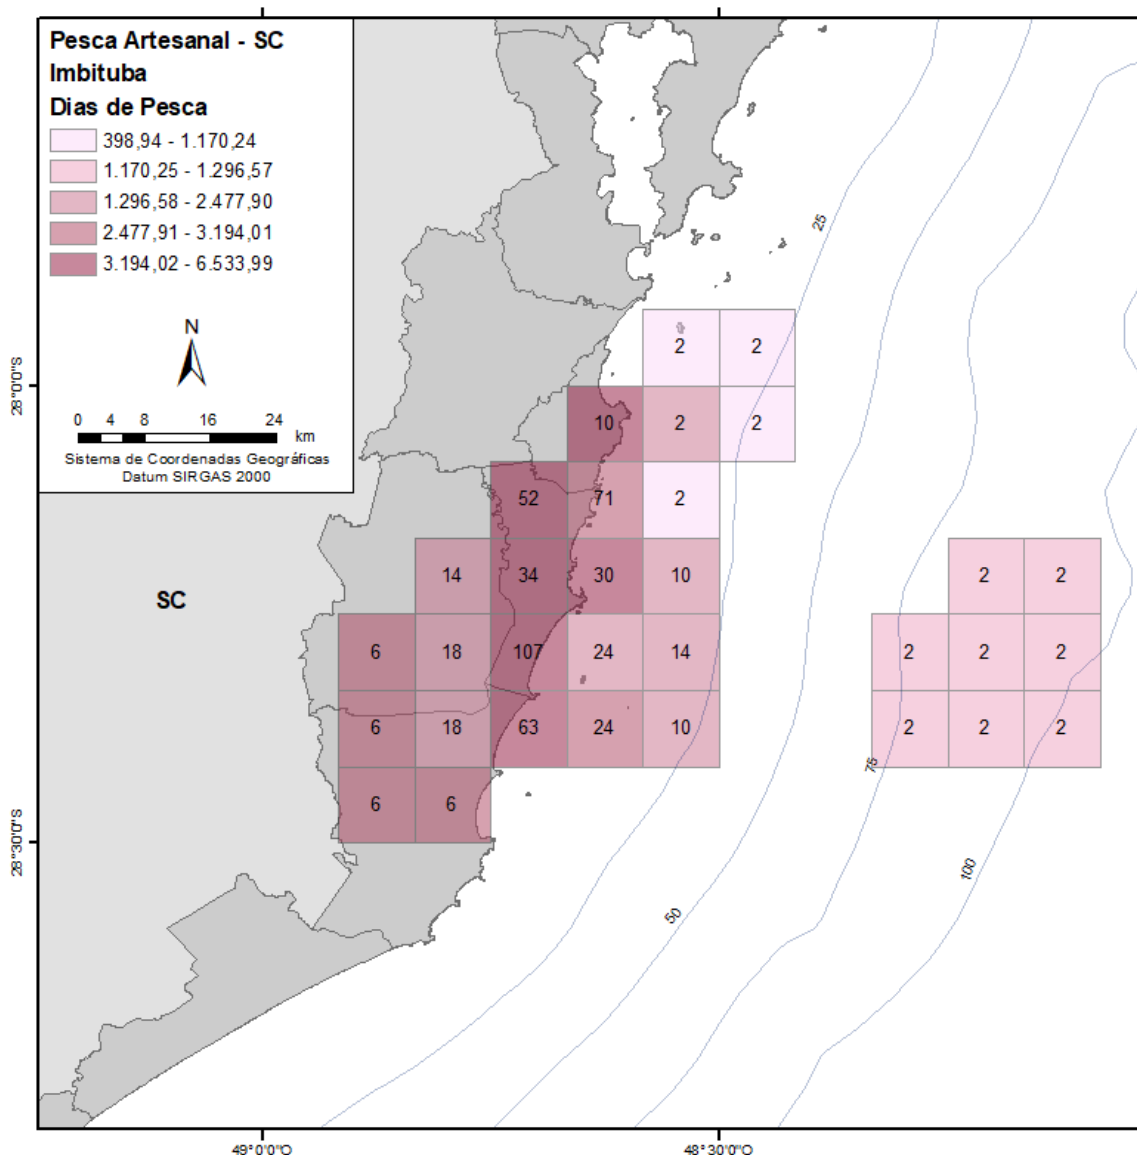 Pesca Artesanal - SC
Imbituba
Dias de Pesca
398,94 - 1.170,24
1.170,25 - 1.296,57
1.296,58 - 2.477,90
2.477,91 - 3.194,01
3.194,02 - 6.533,99
N
0 4 8 16 24
km
Sistema de Coordenadas Geográficas
Datum SIRGAS 2000
25
28°0'0"S
2 2
10 2 2
52 71 2
14 34 30 10 2 2
SC
6 18 107 24 14 2 2 2
6 18 63 24 10 2 2 2
75
6 6
28°30'0"S
100
50
49°0'0"O 48°30'0"O